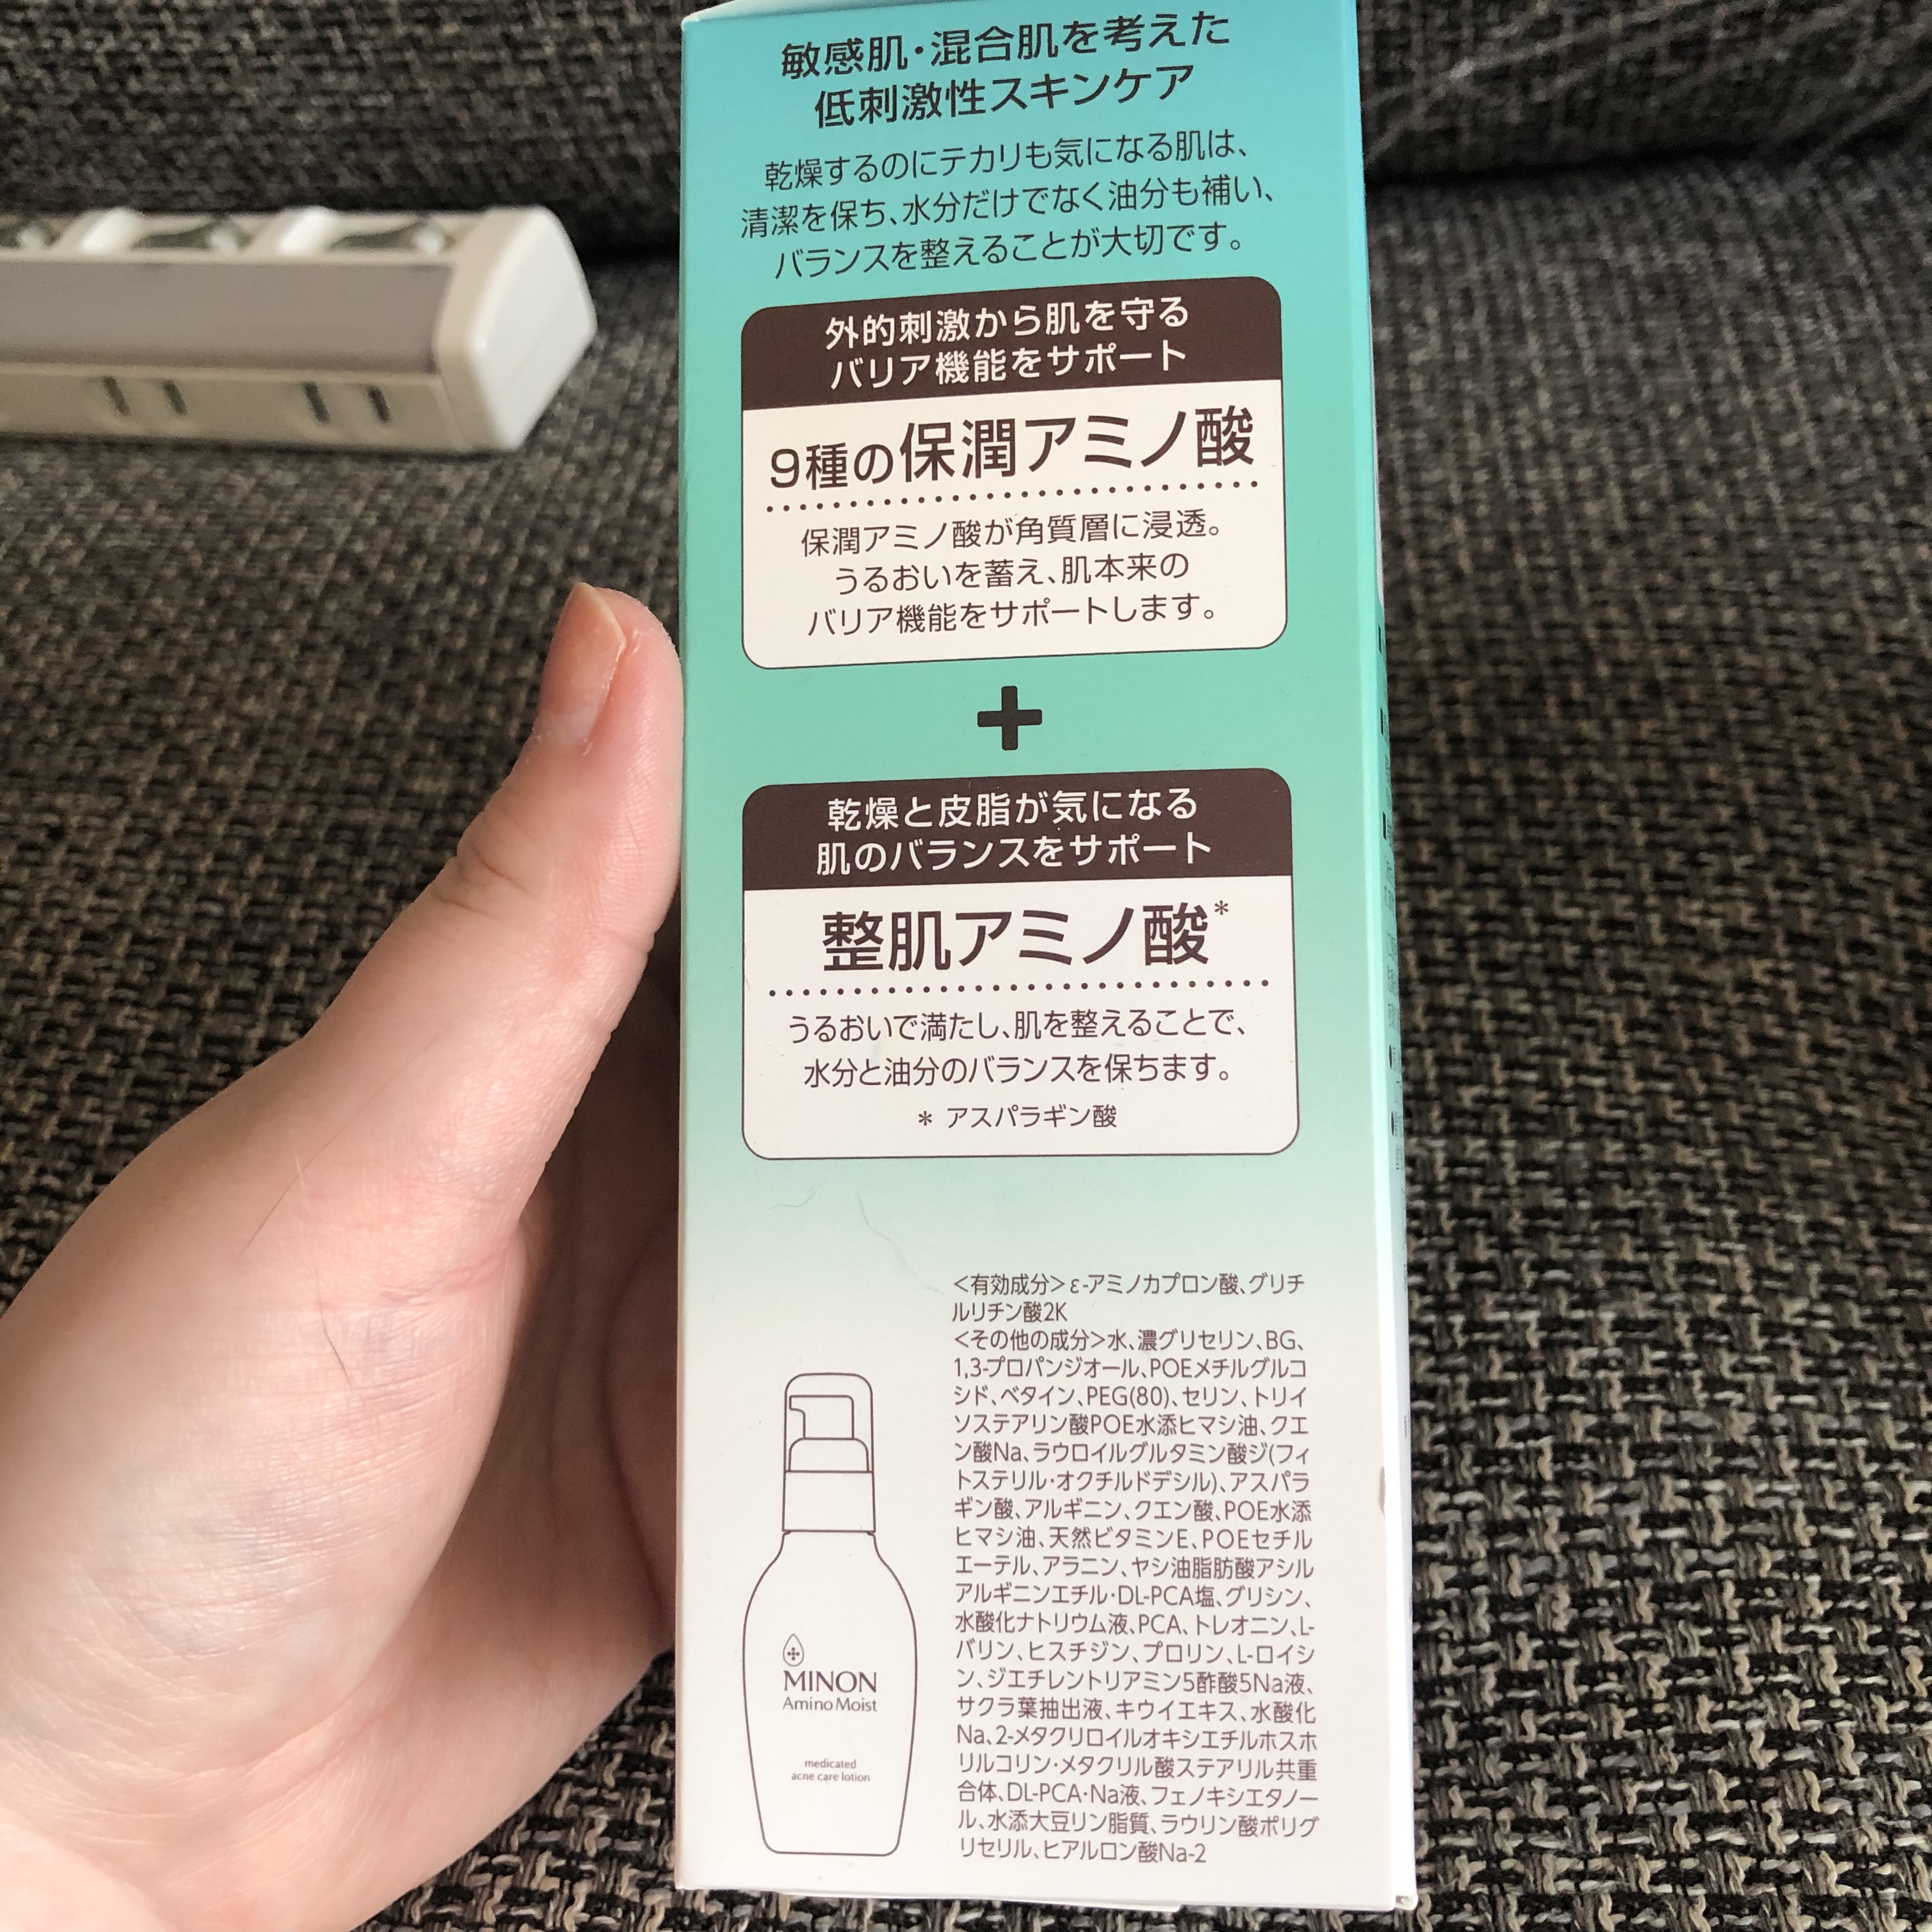 敏感肌・混合肌を考えた
低刺激性スキンケア
乾燥するのにテカリも気になる肌は、
清潔を保ち、水分だけでなく油分も補い、
バランスを整えることが大切です。
外的刺激から肌を守る
バリア機能をサポート
9種の保潤アミノ酸
保潤アミノ酸が角質層に浸透。
うるおいを蓄え、肌本来の
バリア機能をサポートします。
+
乾燥と皮脂が気になる
肌のバランスをサポート
整肌アミノ酸*
うるおいで満たし、肌を整えることで、
水分と油分のバランスを保ちます。
* アスパラギン酸
<有効成分>ε-アミノカプロン酸、グリチ
ルリチン酸2K
<その他の成分>水、濃グリセリン、BG、
1,3-プロパンジオール、POEメチルグルコ
シド、ベタイン、PEG(80)、セリン、トリイ
ソステアリン酸POE水添ヒマシ油、クエ
ン酸Na、ラウロイルグルタミン酸ジ(フィ
トステリル・オクチルドデシル)、アスパラ
ギン酸、アルギニン、クエン酸、POE水添
ヒマシ油、天然ビタミンE、POEセチル
エーテル、アラニン、ヤシ油脂肪酸アシル
アルギニンエチル・DL-PCA塩、グリシン、
水酸化ナトリウム液、PCA、トレオニン、L-
バリン、ヒスチジン、プロリン、L-ロイシ
ン、ジエチレントリアミン5酢酸5Na液、
サクラ葉抽出液、キウイエキス、水酸化
Na、2-メタクリロイルオキシエチルホスホ
リルコリン・メタクリル酸ステアリル共重
合体、DL-PCA・Na液、フェノキシエタノー
ル、水添大豆リン脂質、ラウリン酸ポリグ
リセリル、ヒアルロン酸Na-2
MINON
Amino Moist
medicated
acne care lotion